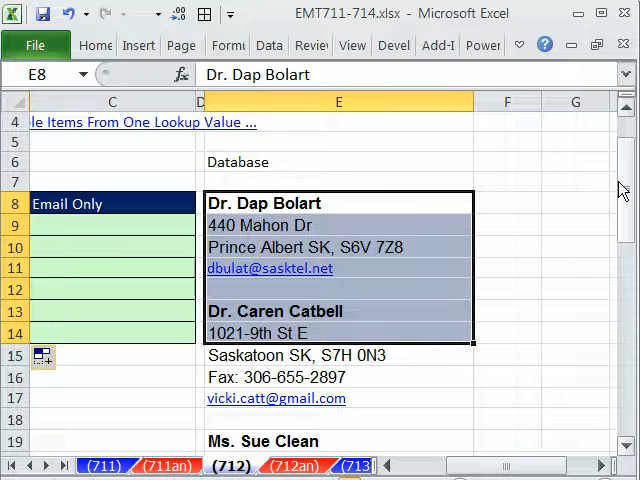 EMT711-714.xlsx - Microsoft Excel
File Home Insert Page Formu Data Review View Devel Add-I Power
E8 fx Dr. Dap Bolart
C D E F G
4 le Items From One Lookup Value ...
5
6 Database
7
8 Email Only Dr. Dap Bolart
9 440 Mahon Dr
10 Prince Albert SK, S6V 7Z8
11 dbulat@sasktel.net
12
13 Dr. Caren Catbell
14 1021-9th St E
15 Saskatoon SK, S7H 0N3
16 Fax: 306-655-2897
17 vicki.catt@gmail.com
18
19 Ms. Sue Clean
(711) (711an) (712) (712an) (713